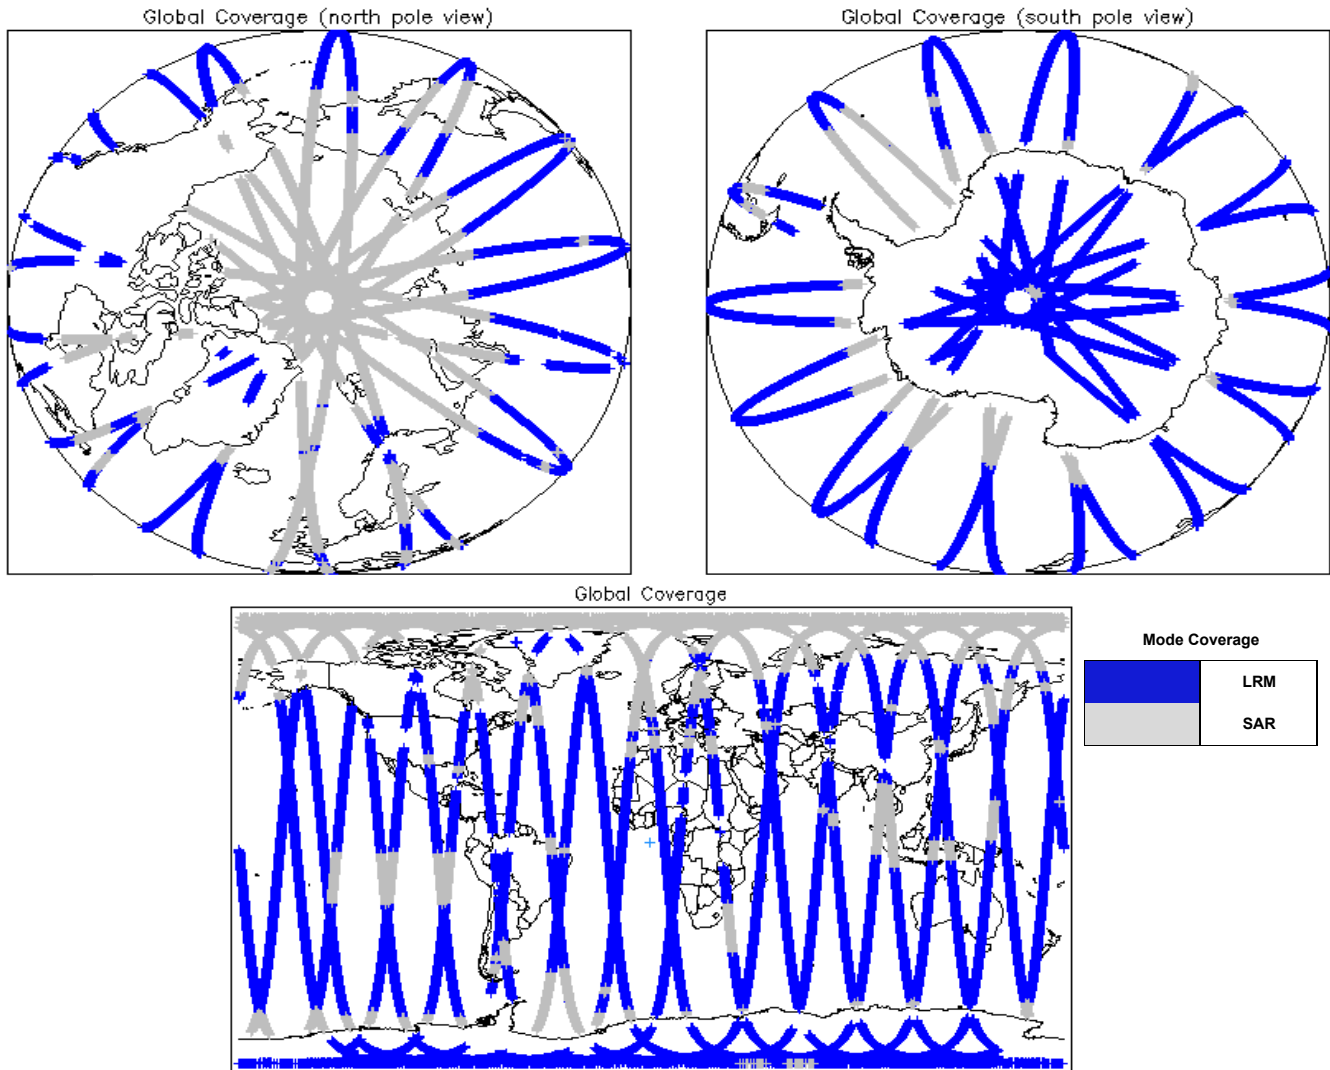 Global Coverage (north pole view)
Global Coverage (south pole view)
Global Coverage
Mode Coverage
LRM
SAR